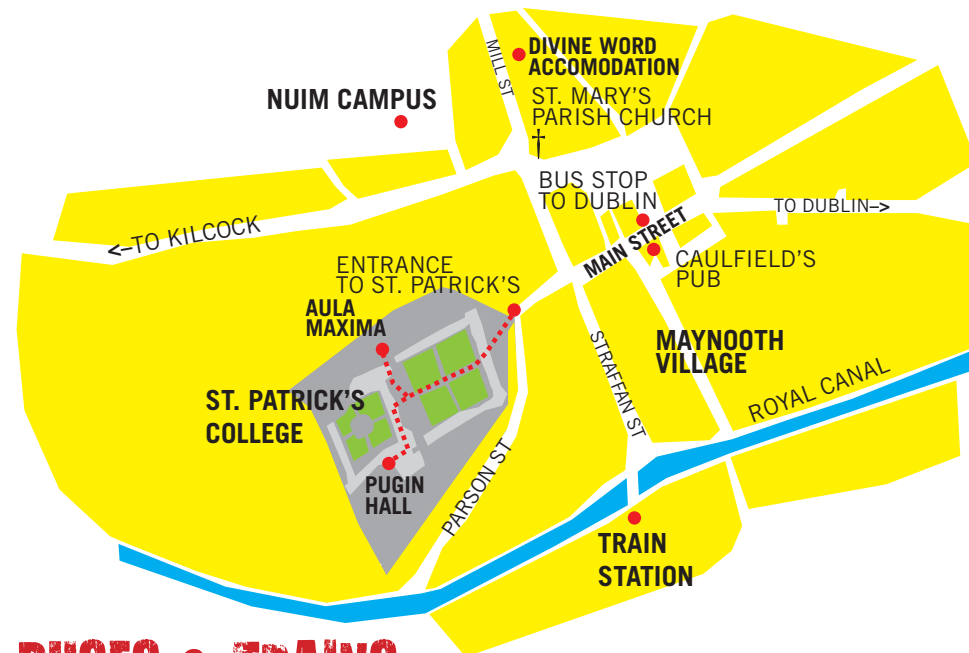 MILL ST
DIVINE WORD
ACCOMODATION
NUIM CAMPUS
ST. MARY'S
PARISH CHURCH
†
BUS STOP
TO DUBLIN
TO DUBLIN–>
<–TO KILCOCK
MAIN STREET
ENTRANCE
TO ST. PATRICK'S
CAULFIELD'S
PUB
AULA
MAXIMA
MAYNOOTH
VILLAGE
STRAFFAN ST
ST. PATRICK'S
COLLEGE
ROYAL CANAL
PARSON ST
PUGIN
HALL
TRAIN
STATION
BUSES & TRAINS